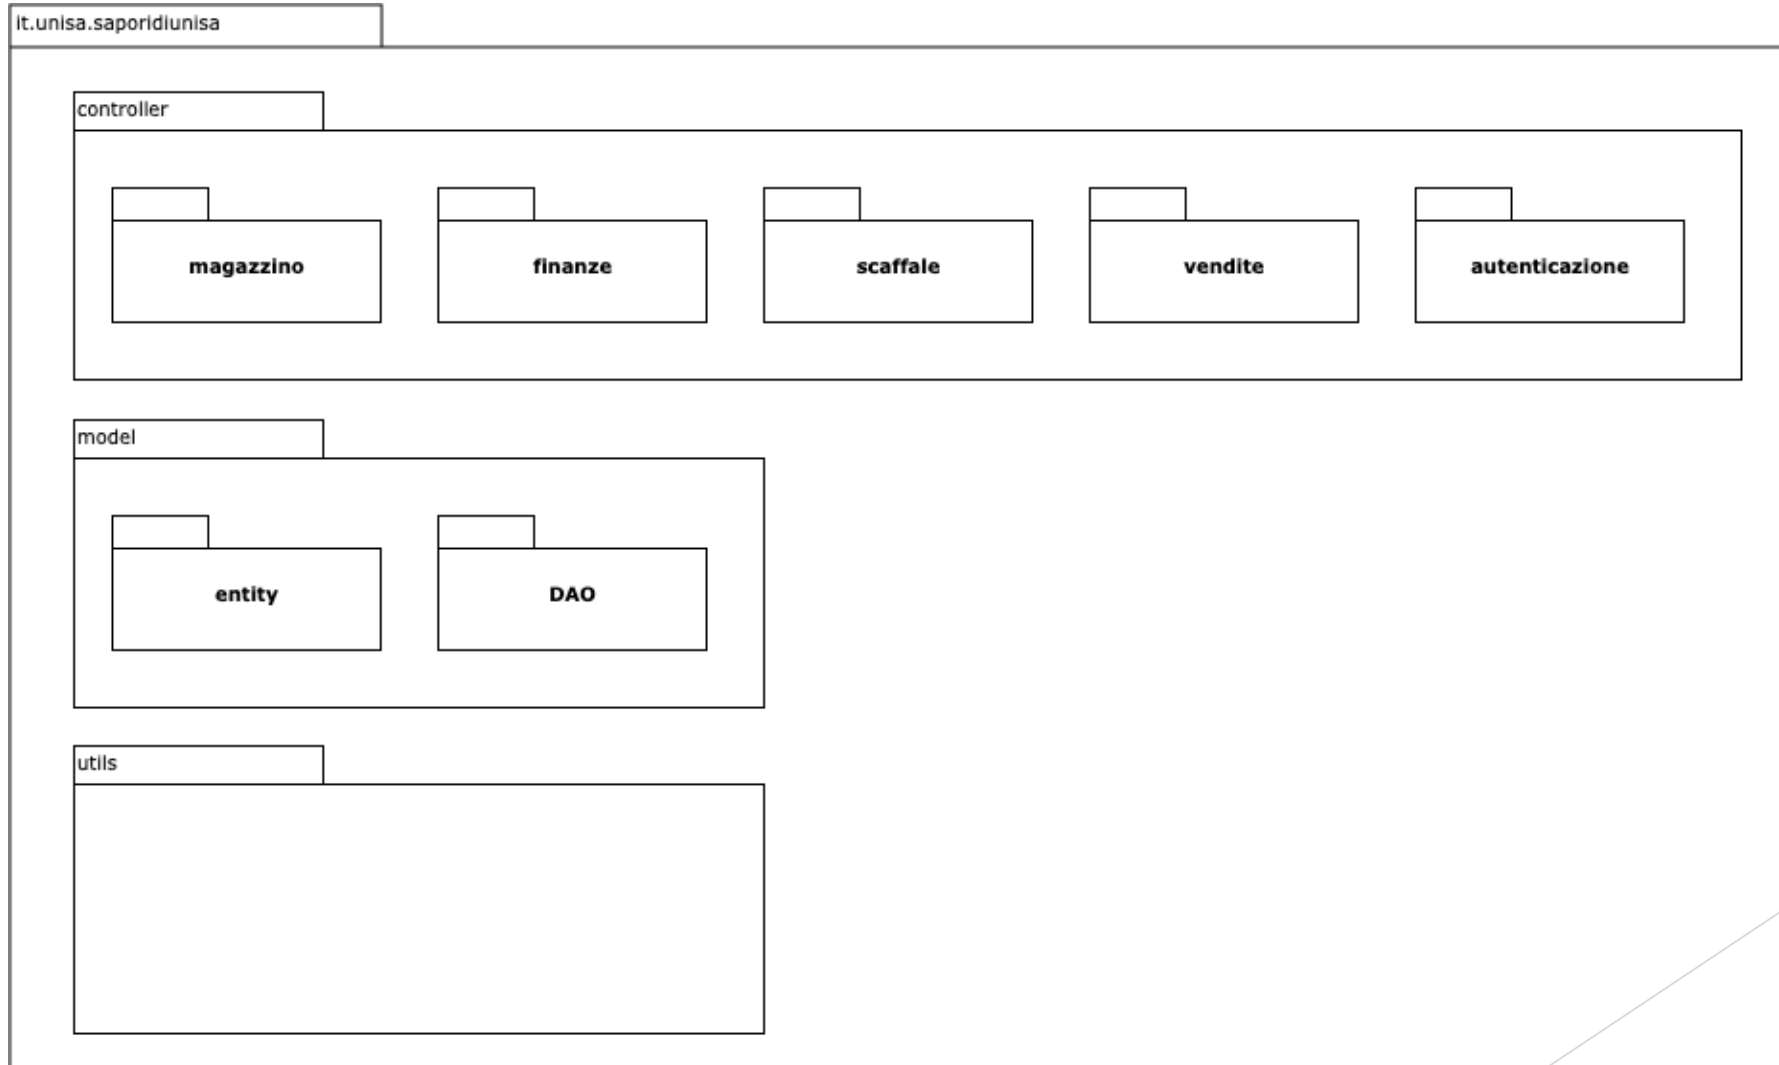 it.unisa.saporidiunisa
controller
magazzino
finanze
scaffale
vendite
autenticazione
model
entity
DAO
utils